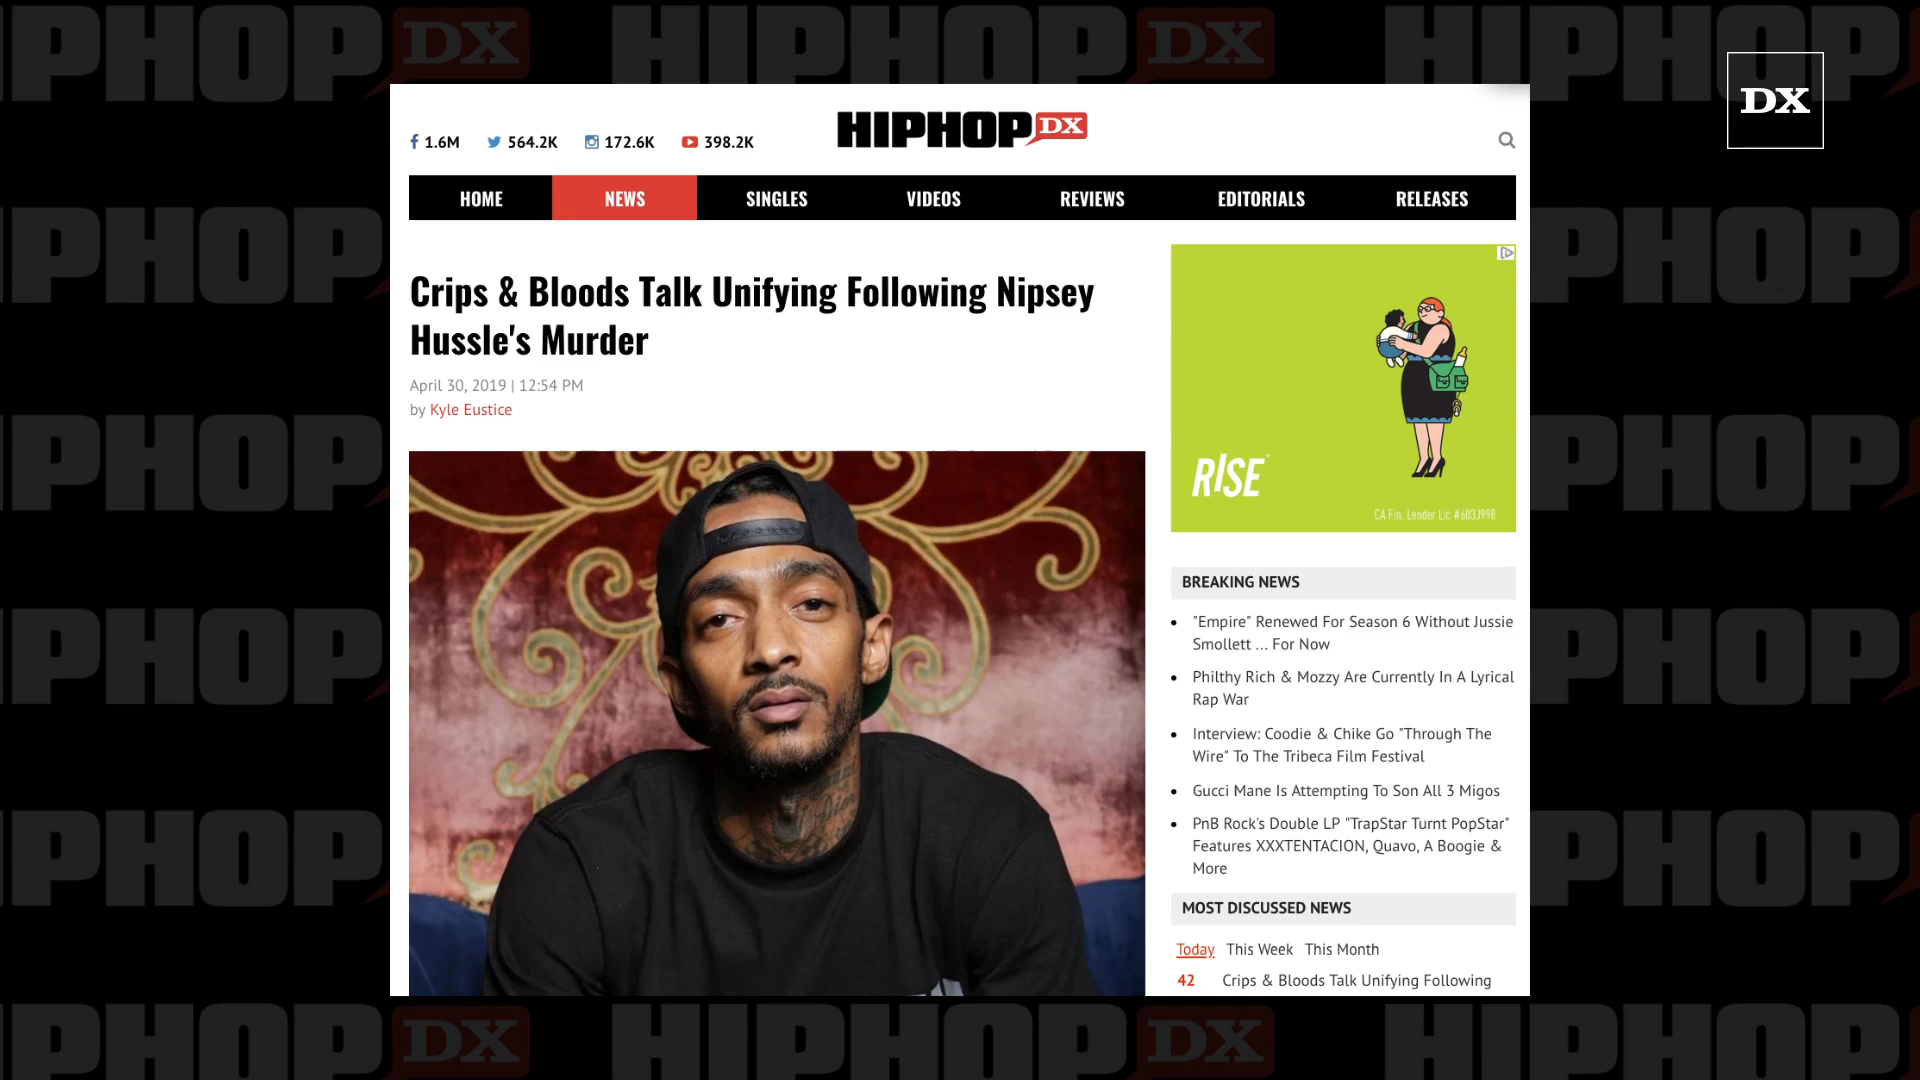 DX
1.6M 564.2K 172.6K 398.2K
HIPHOPDX
HOME NEWS SINGLES VIDEOS REVIEWS EDITORIALS RELEASES
Crips & Bloods Talk Unifying Following Nipsey
Hussle's Murder
April 30, 2019 | 12:54 PM
by Kyle Eustice
RISE
CA Fin. Lender Lic #603J998
BREAKING NEWS
"Empire" Renewed For Season 6 Without Jussie
Smollett ... For Now
Philthy Rich & Mozzy Are Currently In A Lyrical
Rap War
Interview: Coodie & Chike Go "Through The
Wire" To The Tribeca Film Festival
Gucci Mane Is Attempting To Son All 3 Migos
PnB Rock's Double LP "TrapStar Turnt PopStar"
Features XXXTENTACION, Quavo, A Boogie &
More
MOST DISCUSSED NEWS
Today This Week This Month
42 Crips & Bloods Talk Unifying Following